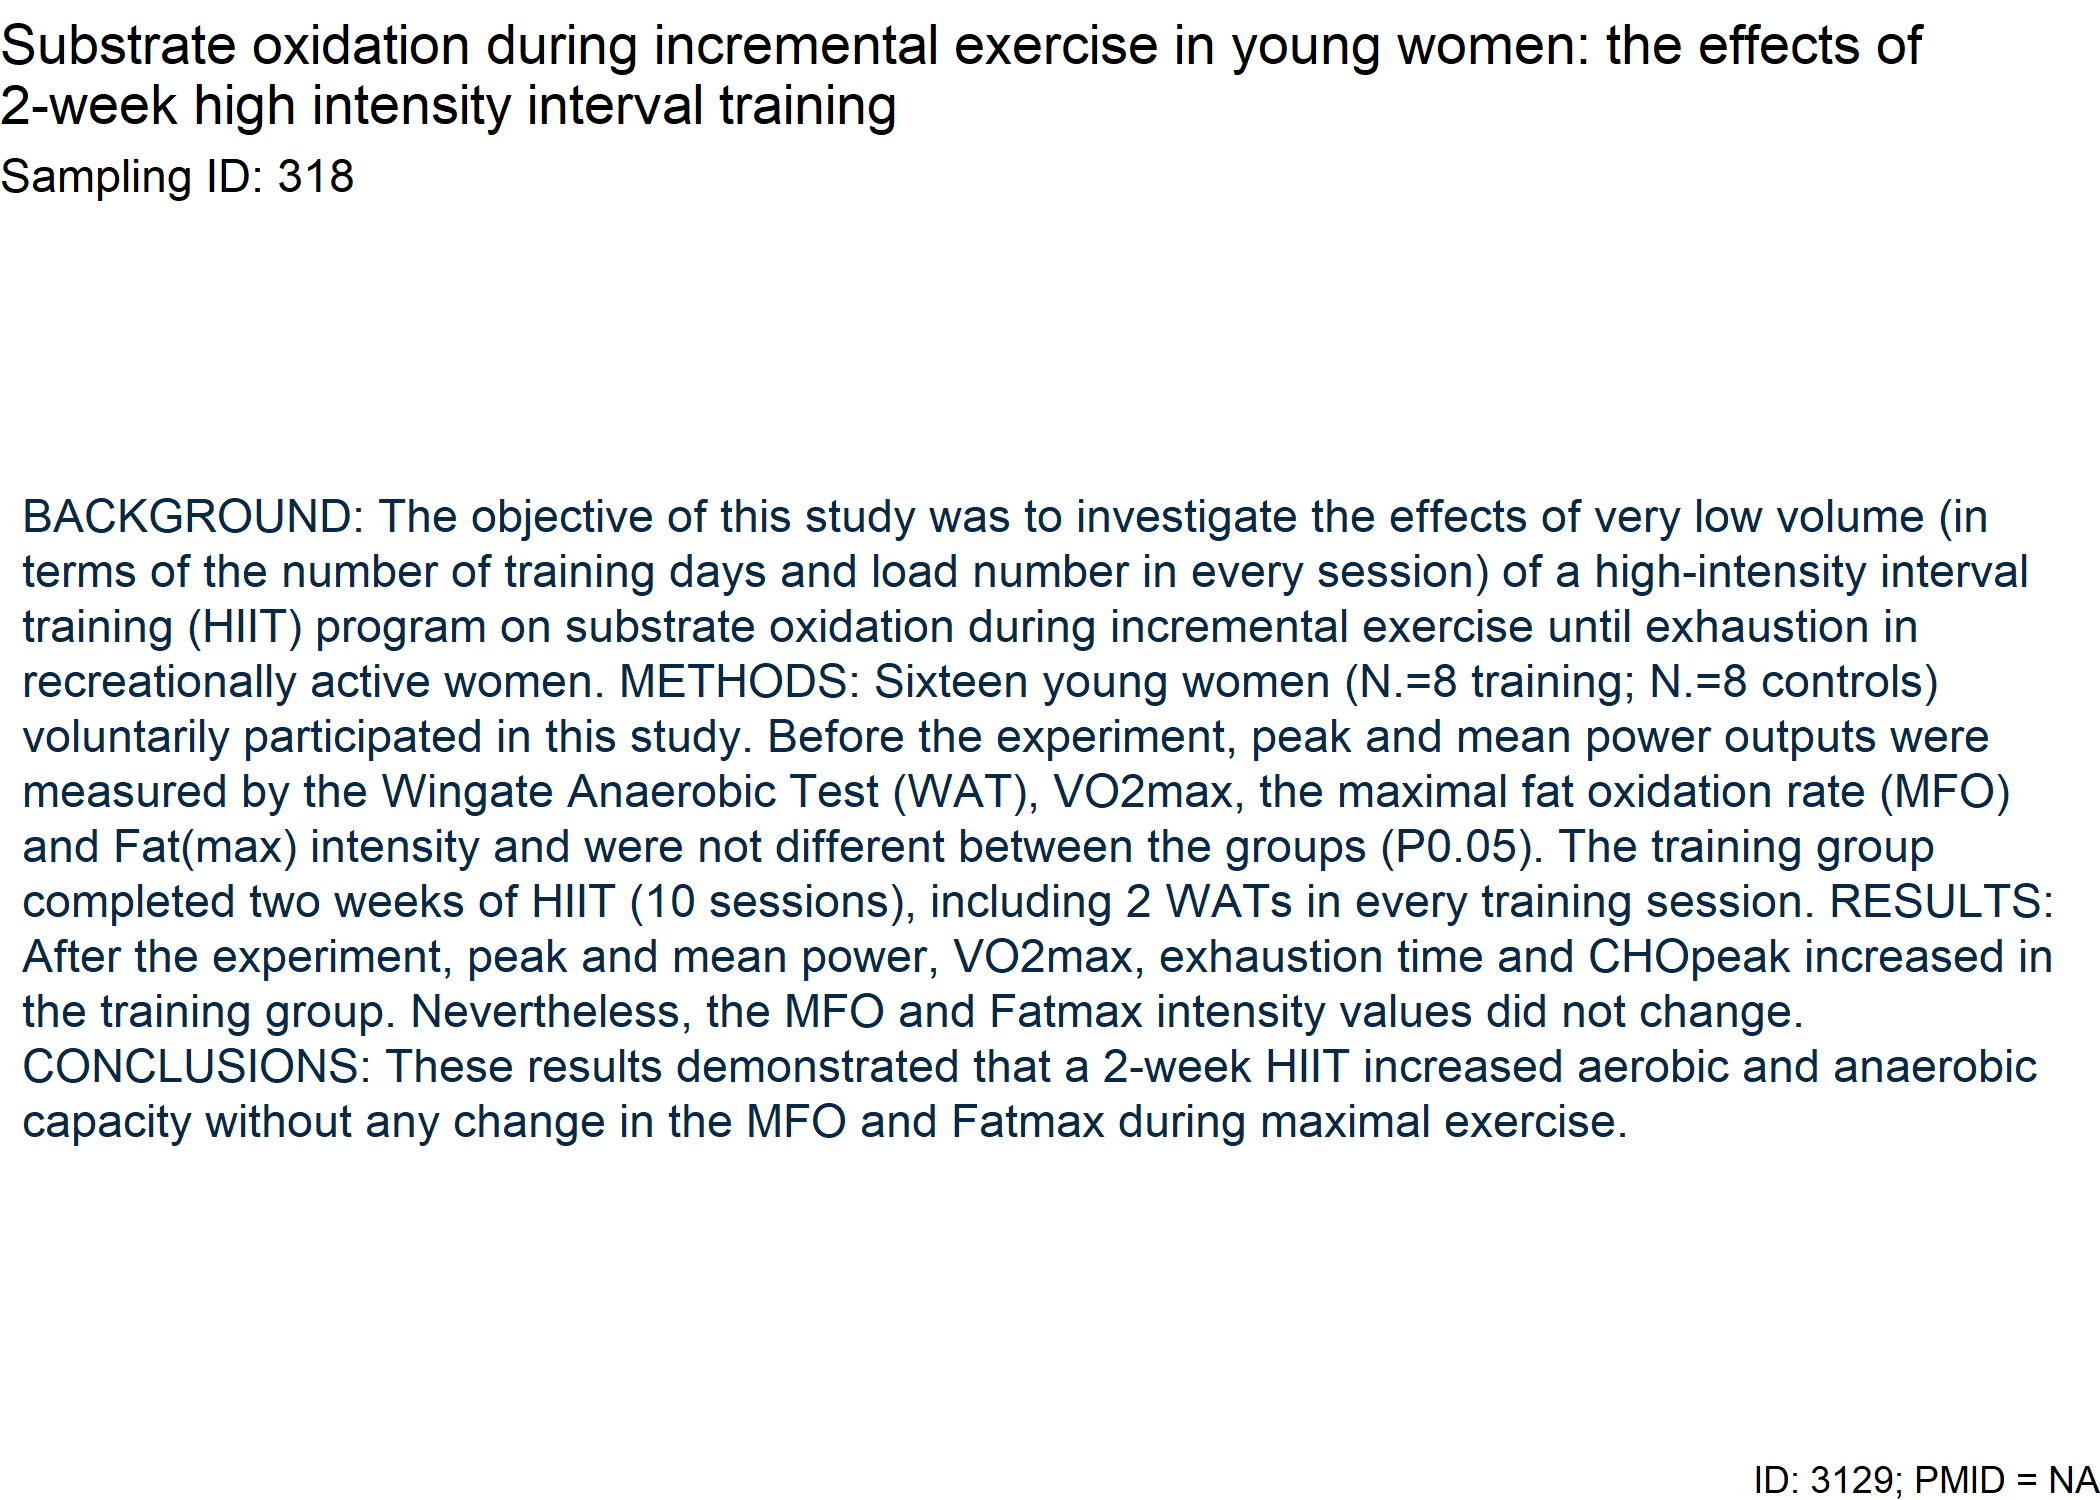 Substrate oxidation during incremental exercise in young women: the effects of
2-week high intensity interval training
Sampling ID: 318
BACKGROUND: The objective of this study was to investigate the effects of very low volume (in
terms of the number of training days and load number in every session) of a high-intensity interval
training (HIIT) program on substrate oxidation during incremental exercise until exhaustion in
recreationally active women. METHODS: Sixteen young women (N.=8 training; N.=8 controls)
voluntarily participated in this study. Before the experiment, peak and mean power outputs were
measured by the Wingate Anaerobic Test (WAT), VO2max, the maximal fat oxidation rate (MFO)
and Fat(max) intensity and were not different between the groups (P0.05). The training group
completed two weeks of HIIT (10 sessions), including 2 WATs in every training session. RESULTS:
After the experiment, peak and mean power, VO2max, exhaustion time and CHOpeak increased in
the training group. Nevertheless, the MFO and Fatmax intensity values did not change.
CONCLUSIONS: These results demonstrated that a 2-week HIIT increased aerobic and anaerobic
capacity without any change in the MFO and Fatmax during maximal exercise.
ID: 3129; PMID = NA